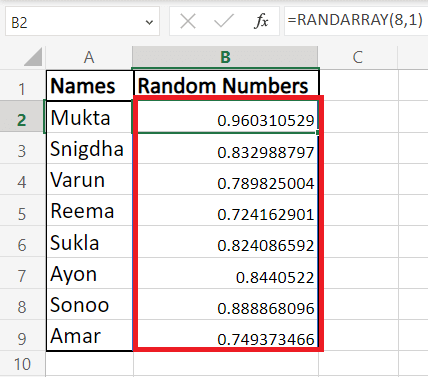 B2 fx =RANDARRAY(8,1)
A B C
1 Names Random Numbers
2 Mukta 0.960310529
3 Snigdha 0.832988797
4 Varun 0.789825004
5 Reema 0.724162901
6 Sukla 0.824086592
7 Ayon 0.8440522
8 Sonoo 0.888868096
9 Amar 0.749373466
10